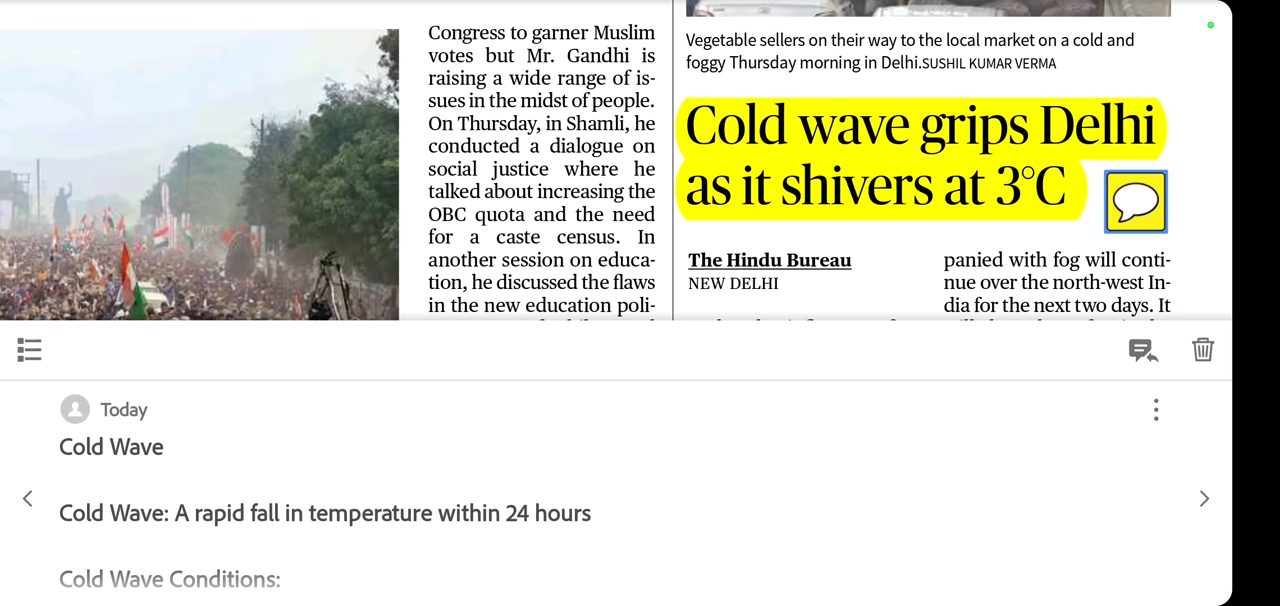 Congress to garner Muslim
votes but Mr. Gandhi is
raising a wide range of is-
sues in the midst of people.
On Thursday, in Shamli, he
conducted a dialogue on
social justice where he
talked about increasing the
OBC quota and the need
for a caste census. In
another session on educa-
tion, he discussed the flaws
in the new education poli-
Vegetable sellers on their way to the local market on a cold and
foggy Thursday morning in Delhi.SUSHIL KUMAR VERMA
Cold wave grips Delhi
as it shivers at 3°C
The Hindu Bureau
NEW DELHI
panied with fog will conti-
nue over the north-west In-
dia for the next two days. It
Today
Cold Wave
Cold Wave: A rapid fall in temperature within 24 hours
Cold Wave Conditions: